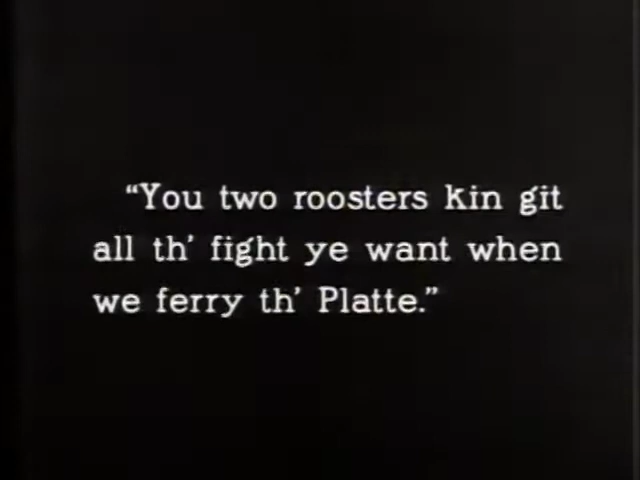 “You two roosters kin git
all th’ fight ye want when
we ferry th’ Platte.”